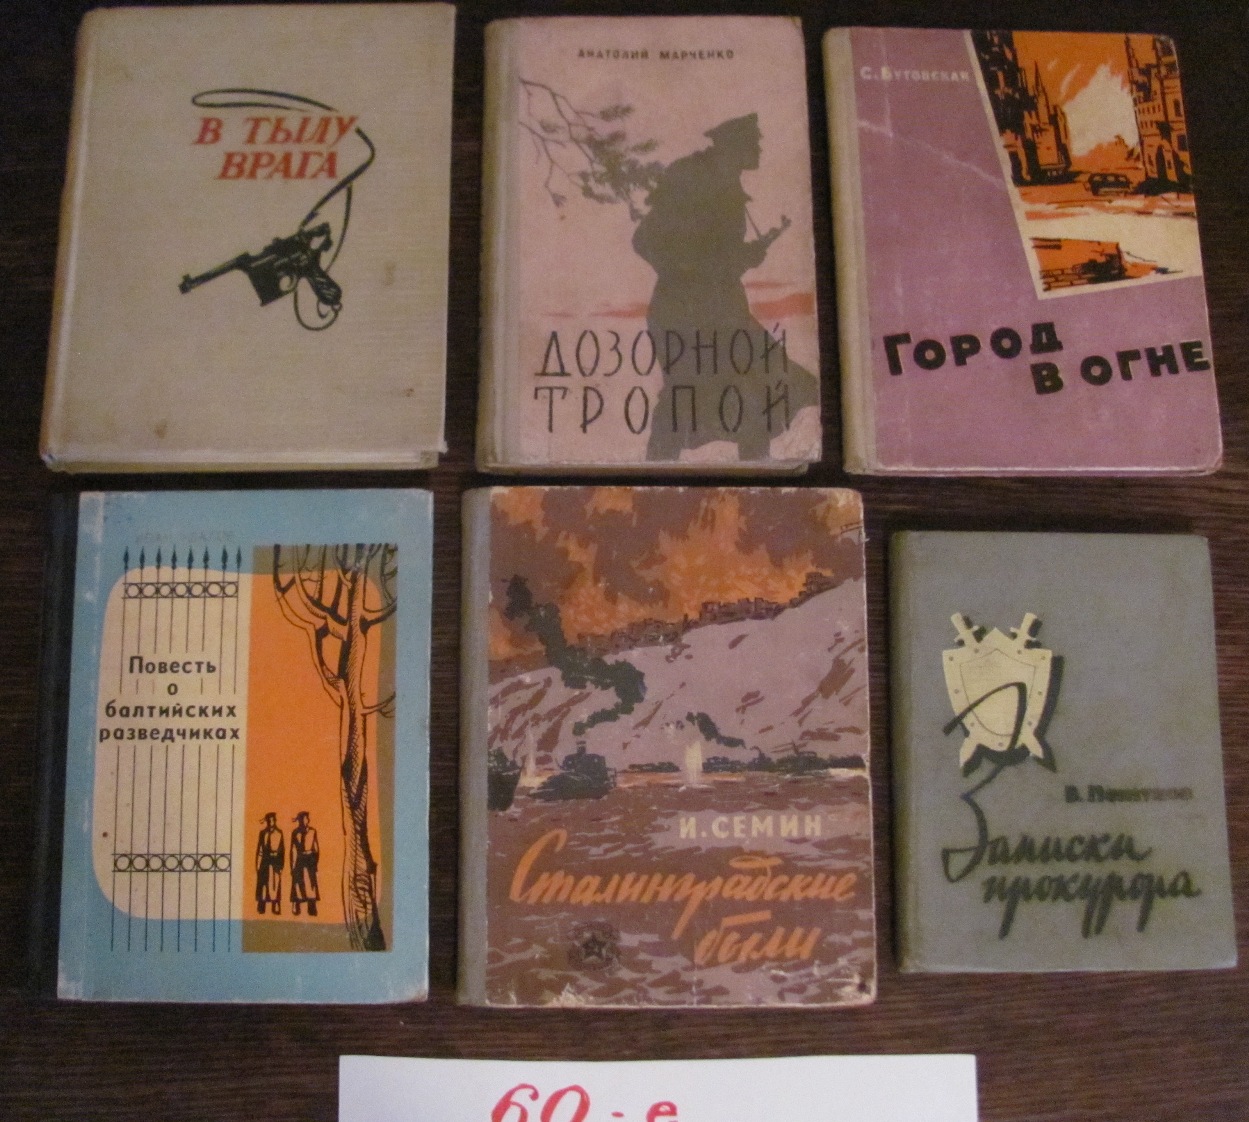 В ТЫЛУ
ВРАГА
АНАТОЛИЙ МАРЧЕНКО
ДОЗОРНОЙ
ТРОПОЙ
С. БУТОВСКАЯ
ГОРОД
В ОГНЕ
Повесть
о
балтийских
разведчиках
И. СЕМИН
Сталинградские
были
В.
Записки
прокурора
60-е